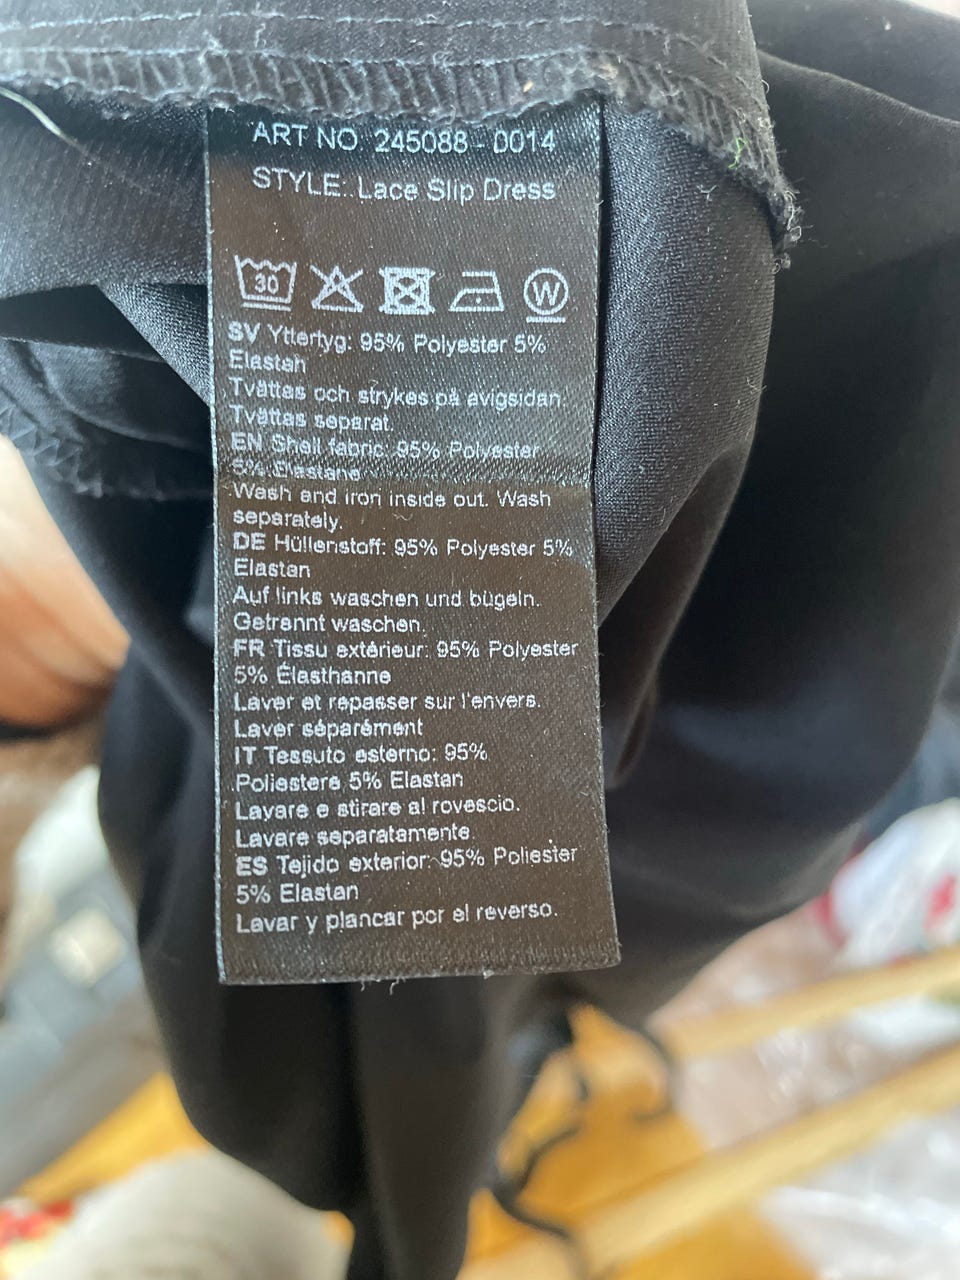 ART NO 245088 - 0014
STYLE: Lace Slip Dress
30 W
SV Yttertyg: 95% Polyester 5%
Elastan
Tvättas och strykes på avigsidan.
Tvättas separat.
EN Shell fabric: 95% Polyester
5% Elastane
Wash and iron inside out. Wash
separately.
DE Hüllenstoff: 95% Polyester 5%
Elastan
Auf links waschen und bügeln.
Getrennt waschen.
FR Tissu extérieur: 95% Polyester
5% Élasthanne
Laver et repasser sur l'envers.
Laver séparément
IT Tessuto esterno: 95%
Poliestere 5% Elastan
Lavare e stirare al rovescio.
Lavare separatamente
ES Tejido exterior: 95% Poliester
5% Elastan
Lavar y plancar por el reverso.